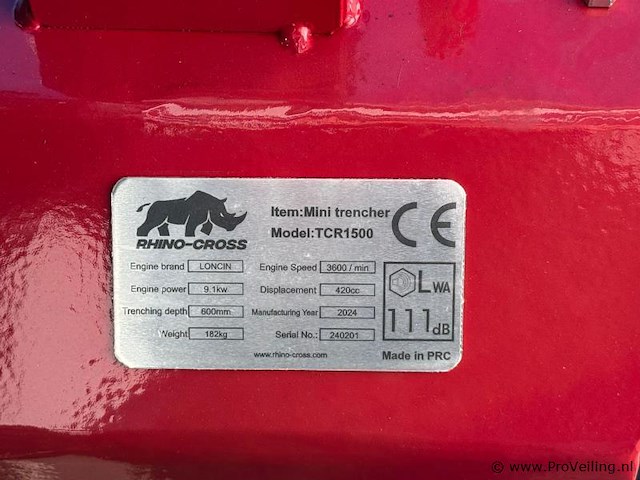 RHINO-CROSS
Item:Mini trencher
Model:TCR1500
CE
Engine brand LONCIN
Engine Speed 3600 / min
Engine power 9.1kw
Displacement 420cc
Trenching depth 600mm
Manufacturing Year 2024
Weight 182kg
Serial No.: 240201
LWA
111dB
www.rhino-cross.com
Made in PRC
© www.ProVeiling.nl